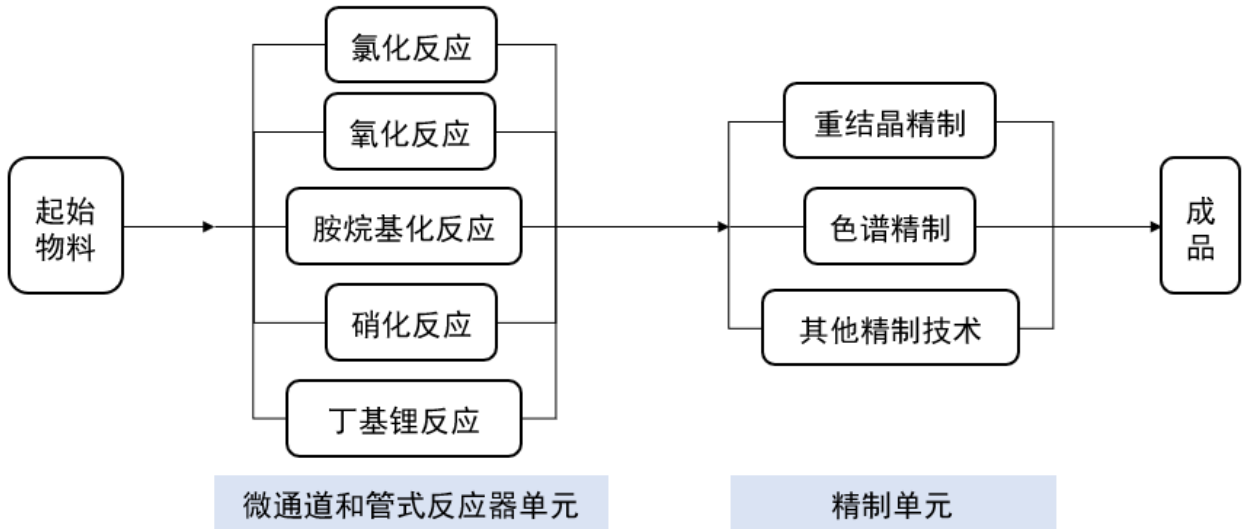 起始
物料
氯化反应
氧化反应
胺烷基化反应
硝化反应
丁基锂反应
微通道和管式反应器单元
重结晶精制
色谱精制
其他精制技术
精制单元
成
品